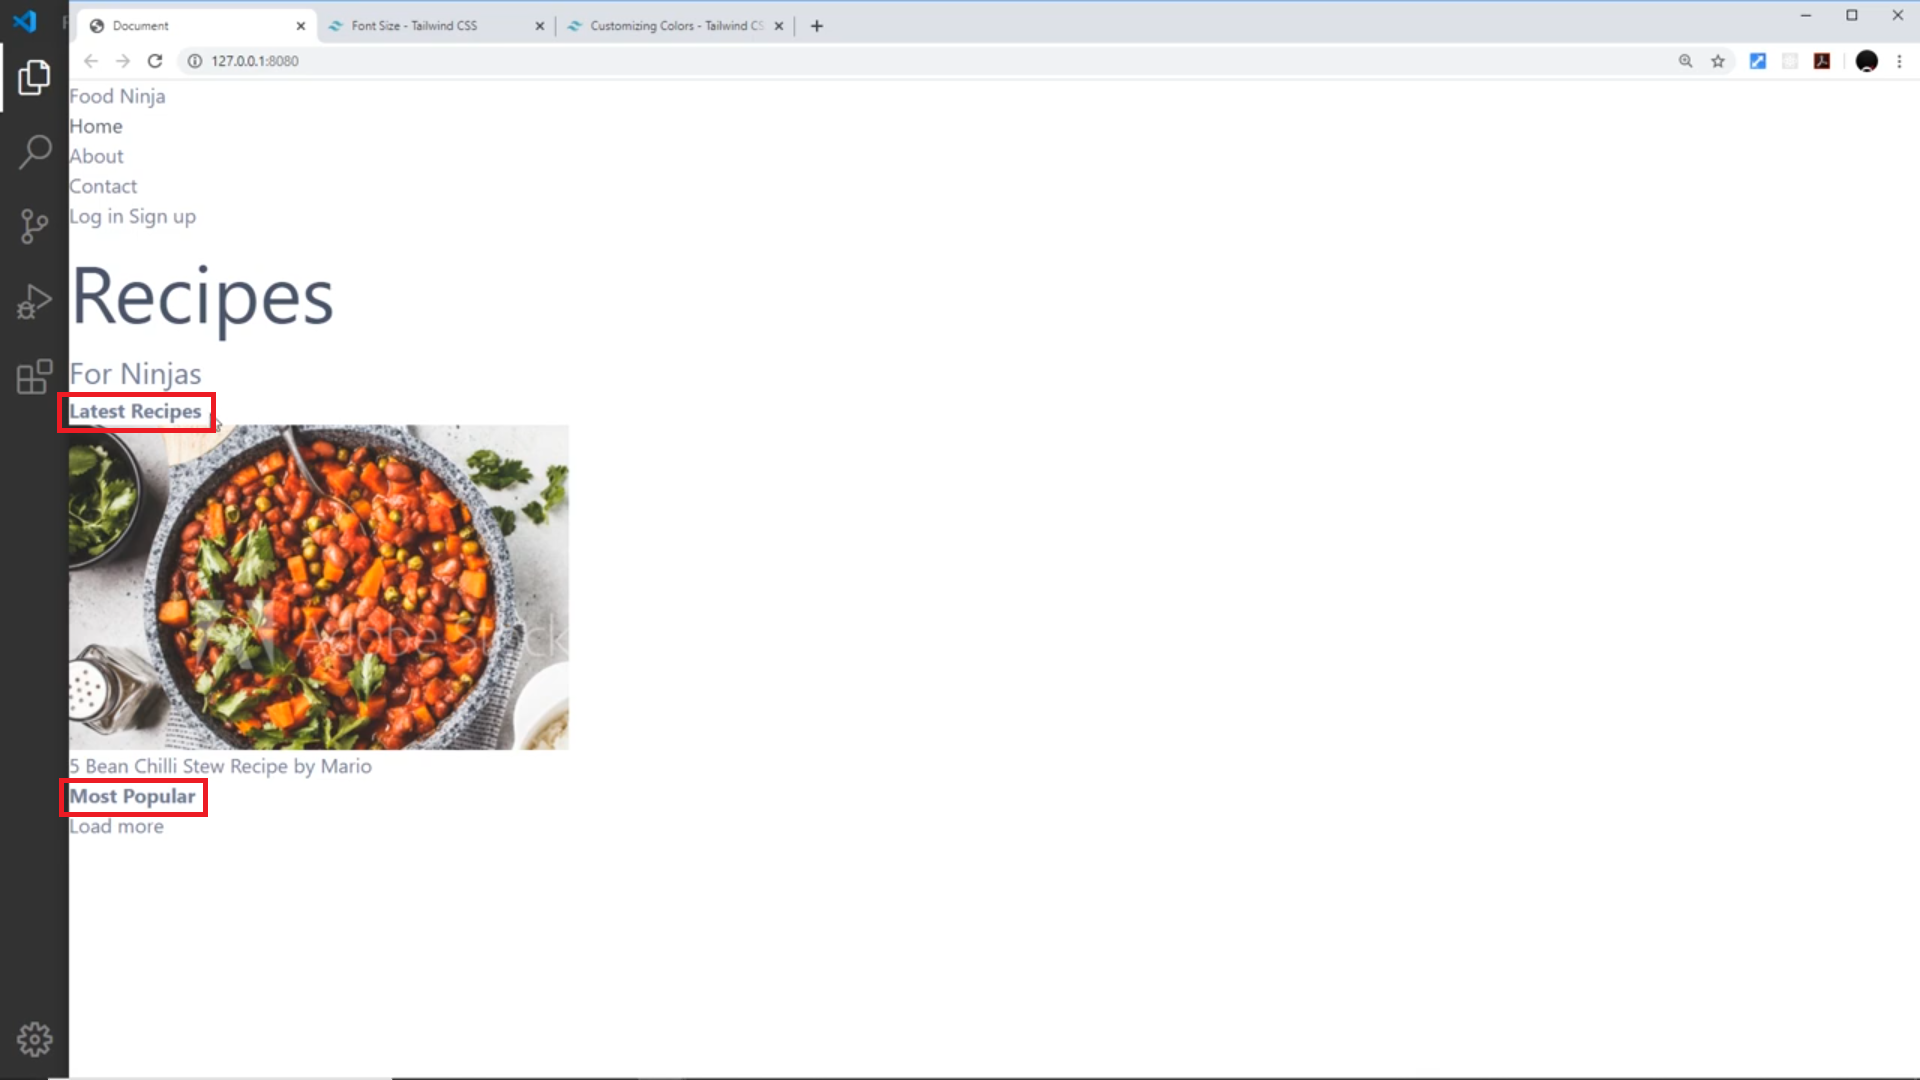 Document
Font Size - Tailwind CSS
Customizing Colors - Tailwind CS
127.0.0.1:8080
Food Ninja
Home
About
Contact
Log in Sign up
Recipes
For Ninjas
Latest Recipes
Adobe Stock
5 Bean Chilli Stew Recipe by Mario
Most Popular
Load more